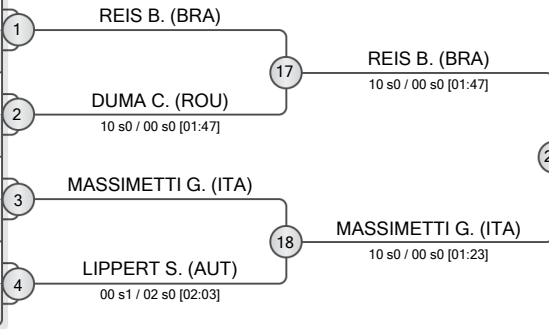 1
REIS B. (BRA)
17
REIS B. (BRA)
10 s0 / 00 s0 [01:47]
2
DUMA C. (ROU)
10 s0 / 00 s0 [01:47]
3
MASSIMETTI G. (ITA)
18
MASSIMETTI G. (ITA)
10 s0 / 00 s0 [01:23]
4
LIPPERT S. (AUT)
00 s1 / 02 s0 [02:03]